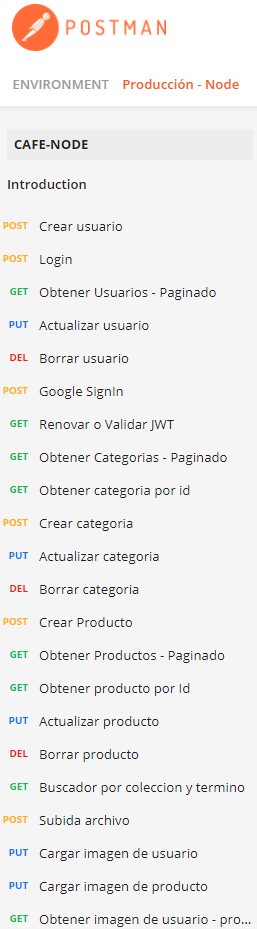 POSTMAN
ENVIRONMENT Producción - Node
CAFE-NODE
Introduction
POST Crear usuario
POST Login
GET Obtener Usuarios - Paginado
PUT Actualizar usuario
DEL Borrar usuario
POST Google SignIn
GET Renovar o Validar JWT
GET Obtener Categorias - Paginado
GET Obtener categoria por id
POST Crear categoria
PUT Actualizar categoria
DEL Borrar categoria
POST Crear Producto
GET Obtener Productos - Paginado
GET Obtener producto por Id
PUT Actualizar producto
DEL Borrar producto
GET Buscador por coleccion y termino
POST Subida archivo
PUT Cargar imagen de usuario
PUT Cargar imagen de producto
GET Obtener imagen de usuario - pro...